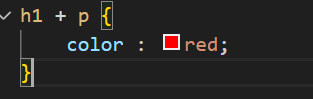 h1 + p {
color : red;
}